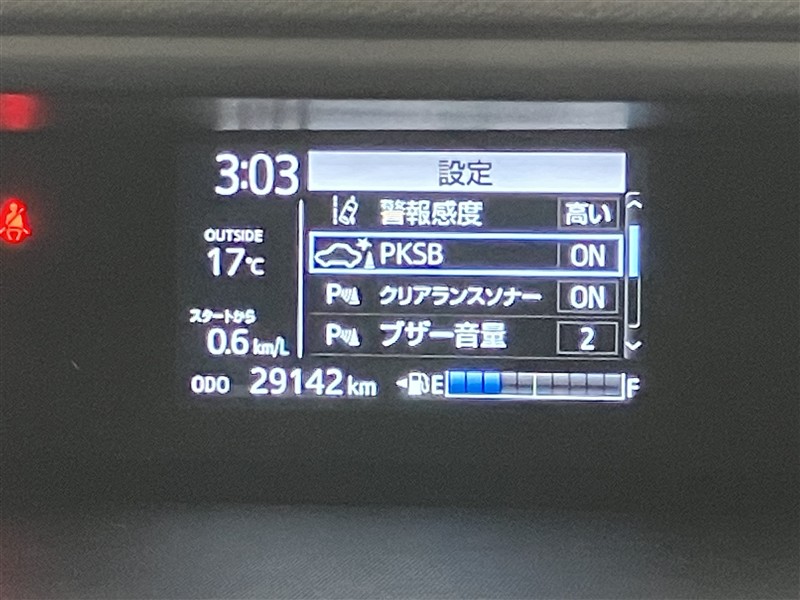 3:03
設定
警報感度 高い
OUTSIDE
17℃
PKSB ON
P クリアランスソナー ON
スタートから
0.6 km/L
P ブザー音量 2
ODO 29142 km E F